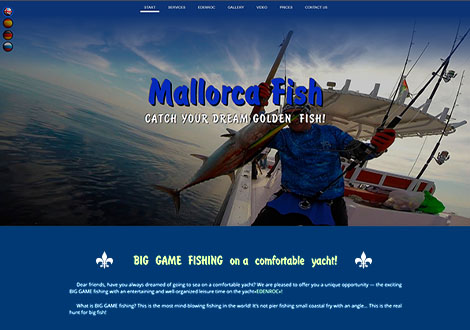 START SERVICES EDENROC GALLERY VIDEO PRICES CONTACT US
Mallorca Fish
CATCH YOUR DREAM GOLDEN FISH!
BIG GAME FISHING on a comfortable yacht!
Dear friends, have you always dreamed of going to sea on a comfortable yacht? We are pleased to offer you a unique opportunity — the exciting
BIG GAME fishing with an entertaining and well-organized leisure time on the yacht«EDENROC»!
What is BIG GAME fishing? This is the most mind-blowing fishing in the world! It's not pier fishing small coastal fry with an angle... This is the real
hunt for big fish!